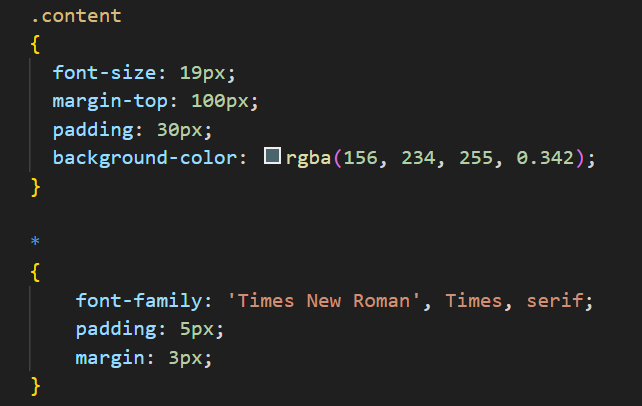 .content
{
font-size: 19px;
margin-top: 100px;
padding: 30px;
background-color: rgba(156, 234, 255, 0.342);
}
*
{
font-family: 'Times New Roman', Times, serif;
padding: 5px;
margin: 3px;
}